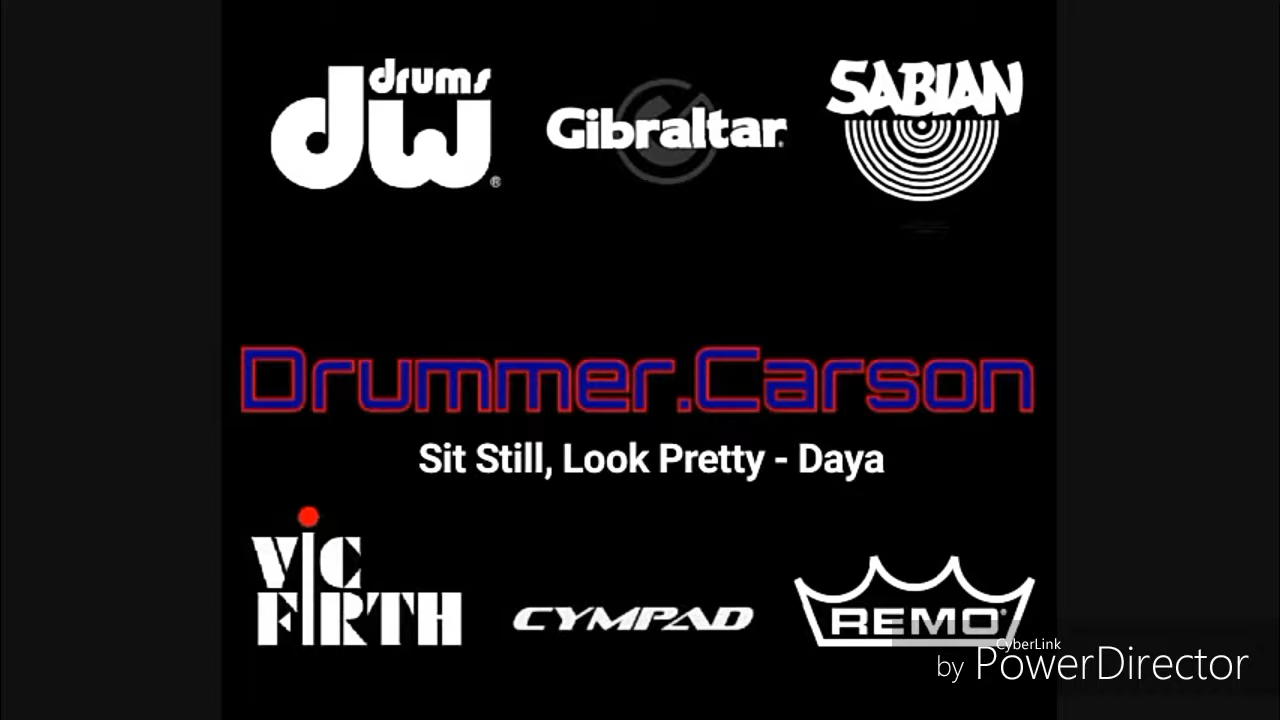 drums
dw®
Gibraltar®
SABIAN
Drummer.Carson
Sit Still, Look Pretty - Daya
VIC
FIRTH
CYMPAD
REMO®
CyberLink
by PowerDirector